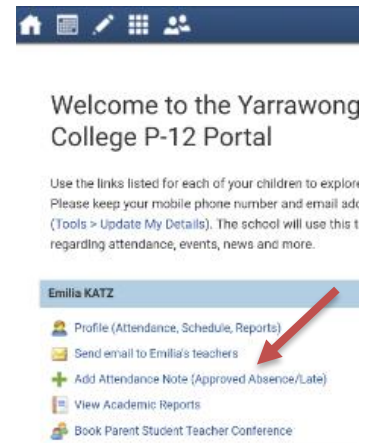 Welcome to the Yarrawong
College P-12 Portal
Use the links listed for each of your children to explore
Please keep your mobile phone number and email add
(Tools > Update My Details). The school will use this t
regarding attendance, events, news and more.
Emilia KATZ
Profile (Attendance, Schedule, Reports)
Send email to Emilia's teachers
Add Attendance Note (Approved Absence/Late)
View Academic Reports
Book Parent Student Teacher Conference